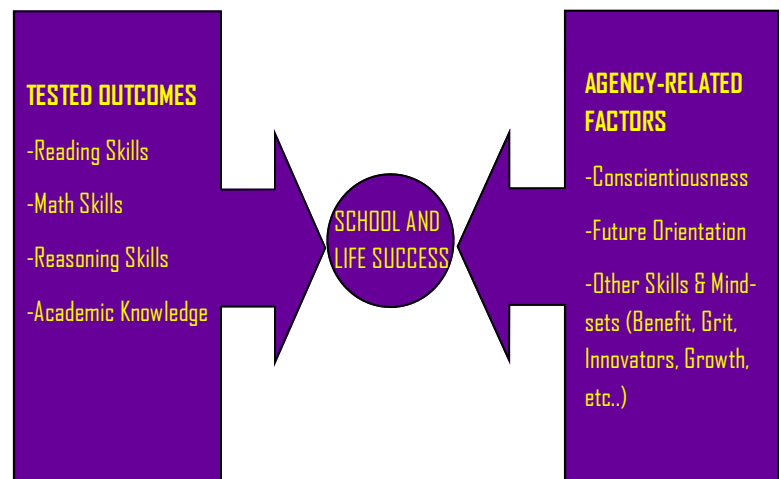 TESTED OUTCOMES
-Reading Skills
-Math Skills
-Reasoning Skills
-Academic Knowledge
SCHOOL AND
LIFE SUCCESS
AGENCY-RELATED
FACTORS
-Conscientiousness
-Future Orientation
-Other Skills & Mind-
sets (Benefit, Grit,
Innovators, Growth,
etc..)